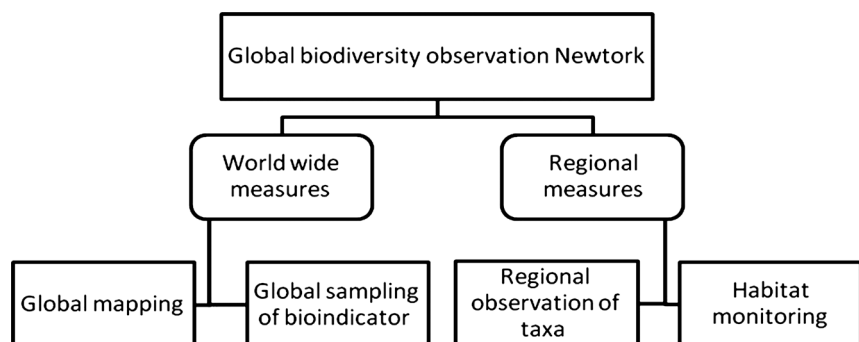 Global biodiversity observation Newtork
World wide
measures
Regional
measures
Global mapping
Global sampling
of bioindicator
Regional
observation of
taxa
Habitat
monitoring